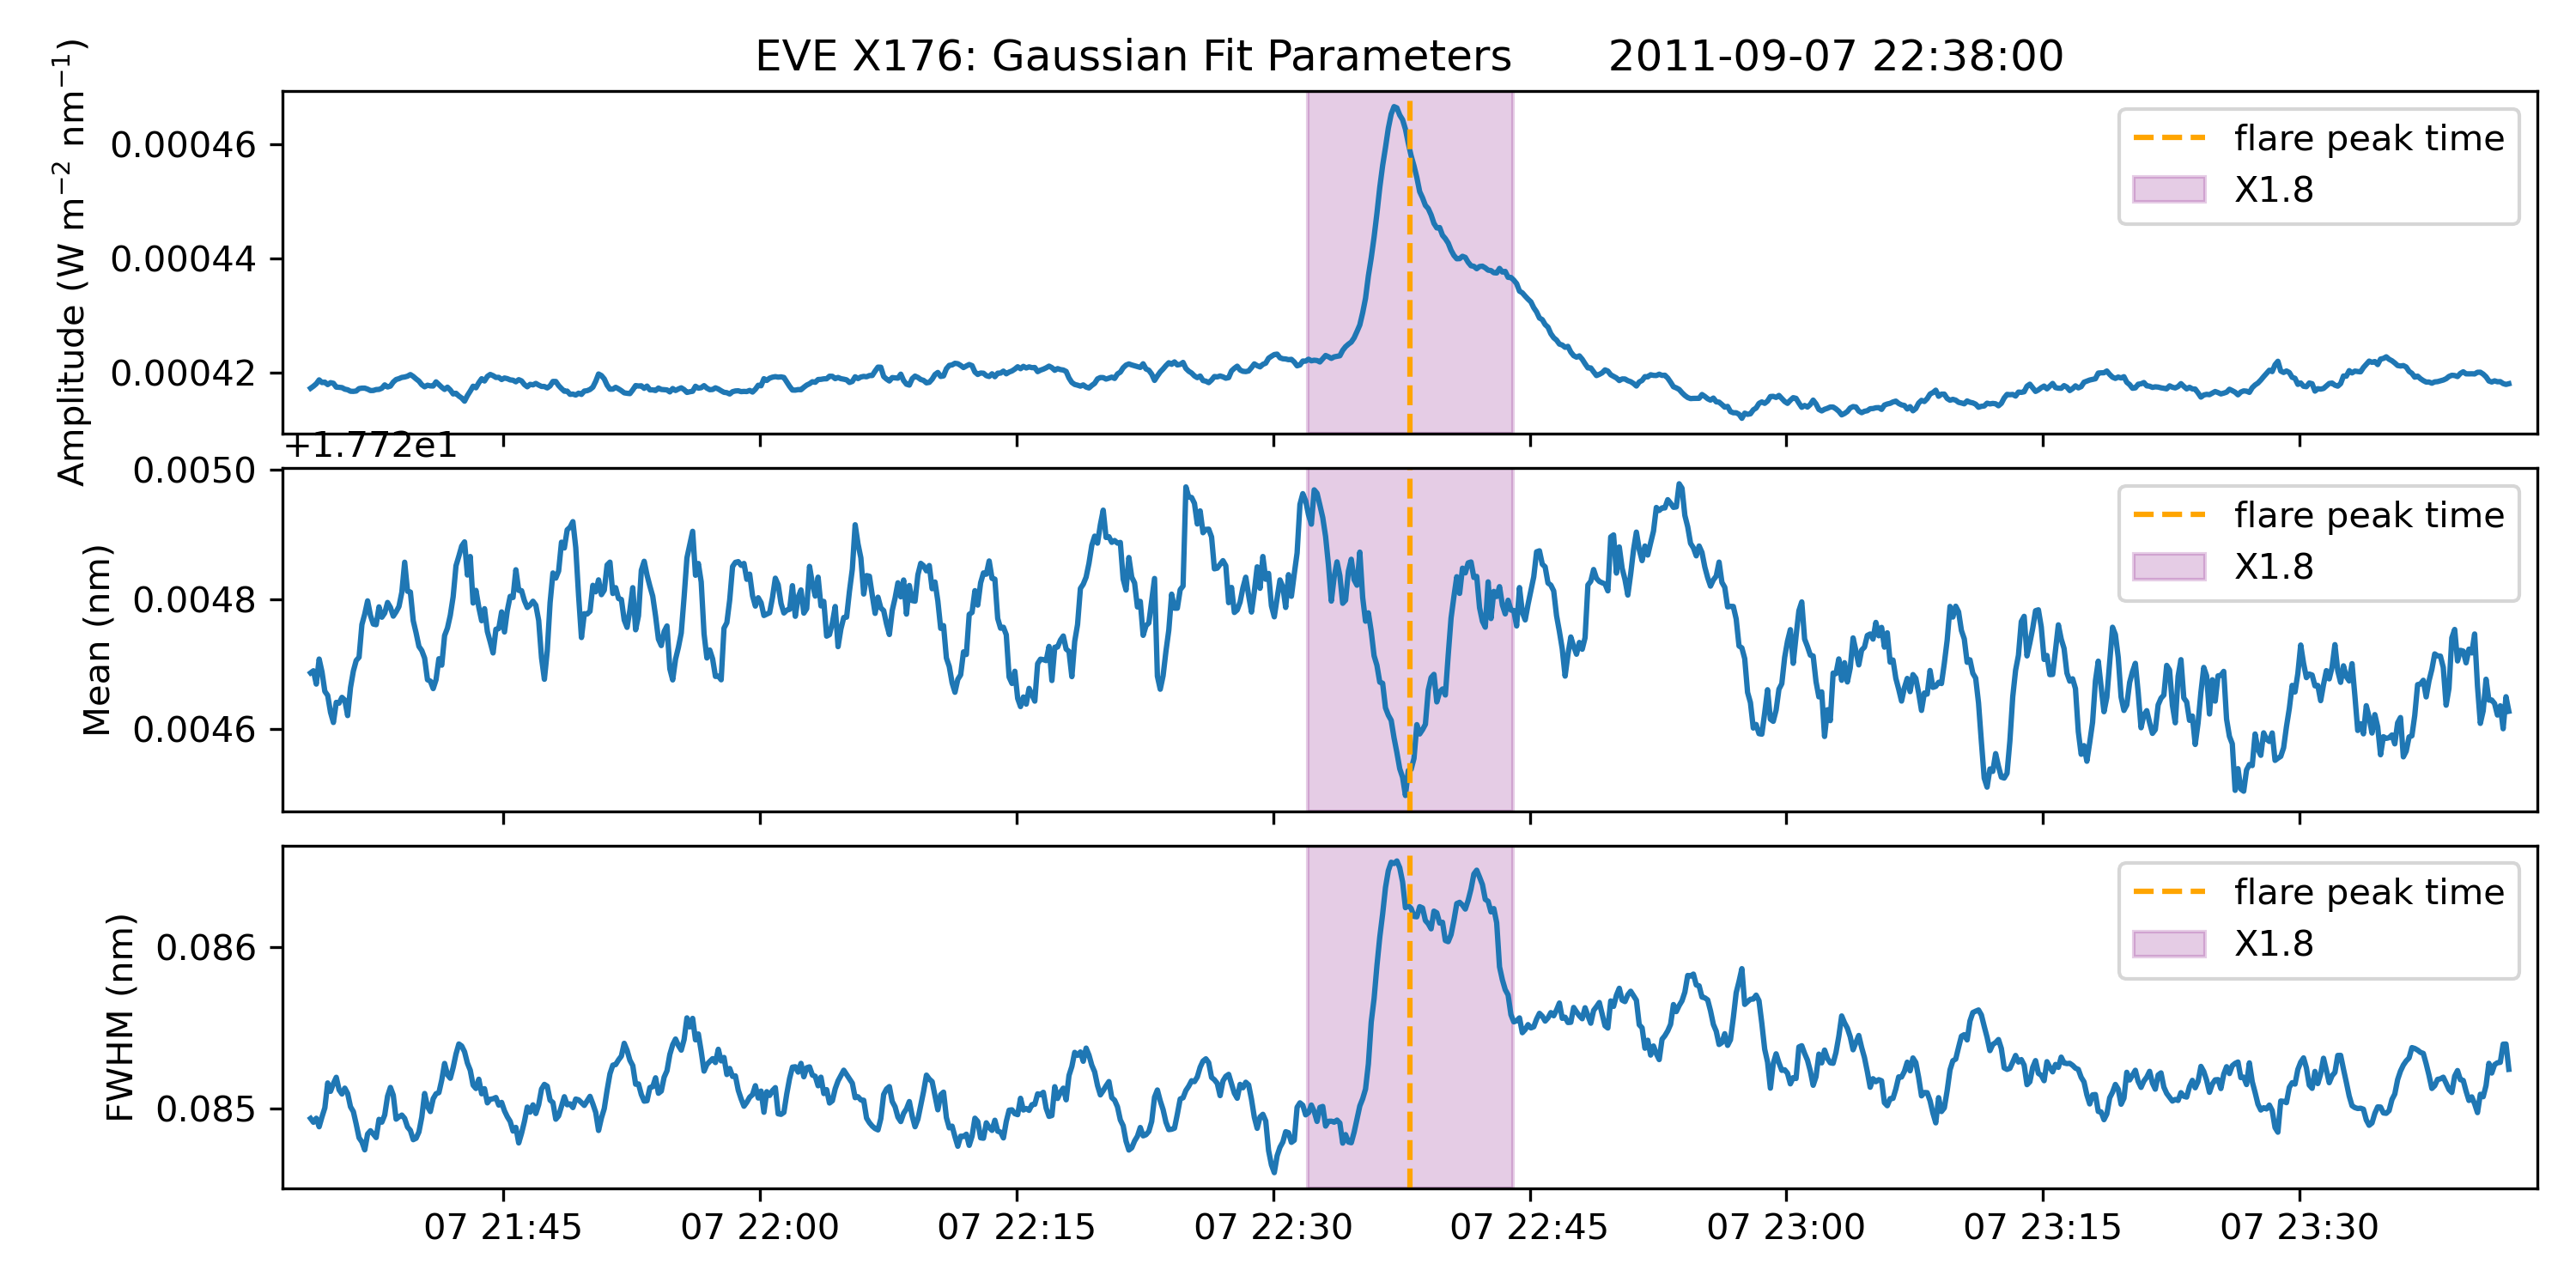 EVE X176: Gaussian Fit Parameters 2011-09-07 22:38:00
Amplitude (W m⁻² nm⁻¹)
0.00046
0.00044
0.00042
flare peak time
X1.8
+1.772e1
Mean (nm)
0.0050
0.0048
0.0046
flare peak time
X1.8
FWHM (nm)
0.086
0.085
flare peak time
X1.8
07 21:45 07 22:00 07 22:15 07 22:30 07 22:45 07 23:00 07 23:15 07 23:30